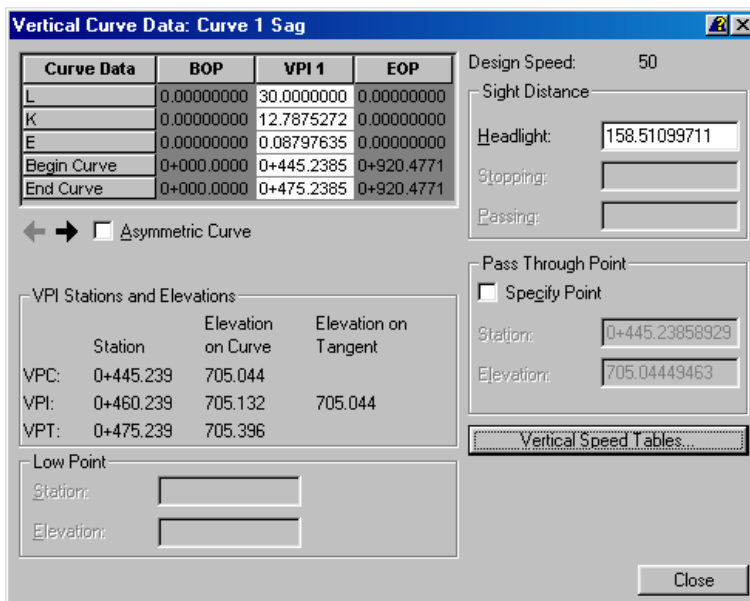 Vertical Curve Data: Curve 1 Sag
Curve Data BOP VPI 1 EOP
L 0.00000000 30.0000000 0.00000000
K 0.00000000 12.7875272 0.00000000
E 0.00000000 0.08797635 0.00000000
Begin Curve 0+000.0000 0+445.2385 0+920.4771
End Curve 0+000.0000 0+475.2385 0+920.4771
Asymmetric Curve
VPI Stations and Elevations
Station Elevation on Curve Elevation on Tangent
VPC: 0+445.239 705.044
VPI: 0+460.239 705.132 705.044
VPT: 0+475.239 705.396
Low Point
Station:
Elevation:
Design Speed: 50
Sight Distance
Headlight: 158.51099711
Stopping:
Passing:
Pass Through Point
Specify Point
Station: 0+445.23858929
Elevation: 705.04449463
Vertical Speed Tables...
Close